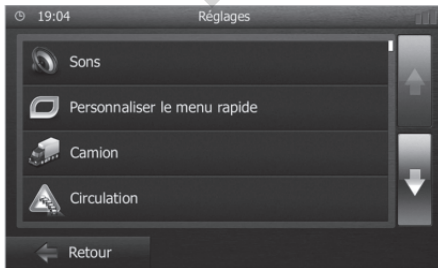 19:04 Réglages
Sons
Personnaliser le menu rapide
Camion
Circulation
Retour